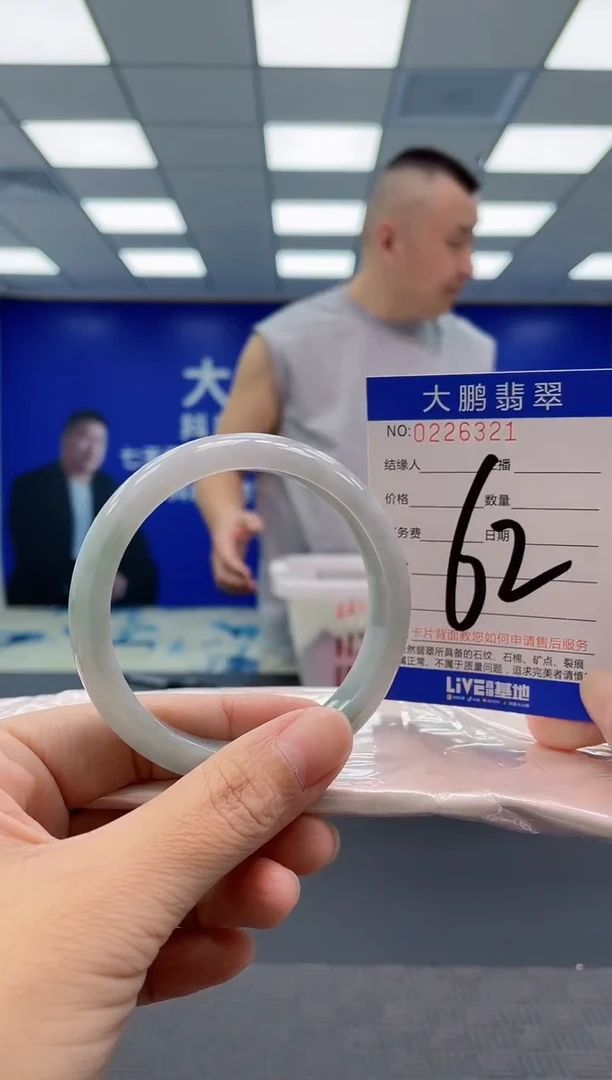 大
七
大鹏翡翠
NO:0226321
结缘人 播
价格 数量
务费 日期
62
卡片背面教您如何申请售后服务
然翡翠所具备的石纹、石棉、矿点、裂痕
属正常、不属于质量问题，追求完美者请慎
LiVE 基地